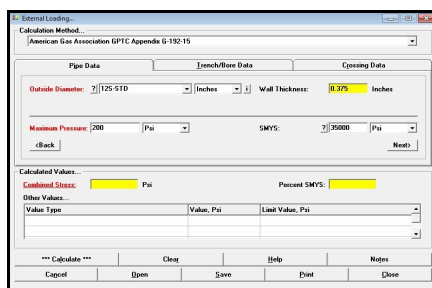 External Loading...
Calculation Method...
American Gas Association GPTC Appendix G-192-15
Pipe Data Trench/Bore Data Crossing Data
Outside Diameter: ? 12S-STD Inches i Wall Thickness: 0.375 Inches
Maximum Pressure: 200 Psi SMYS: ? 35000 Psi
<Back Next>
Calculated Values...
Combined Stress: Psi Percent SMYS:
Other Values...
Value Type Value, Psi Limit Value, Psi
*** Calculate *** Clear Help Notes
Cancel Open Save Print Close